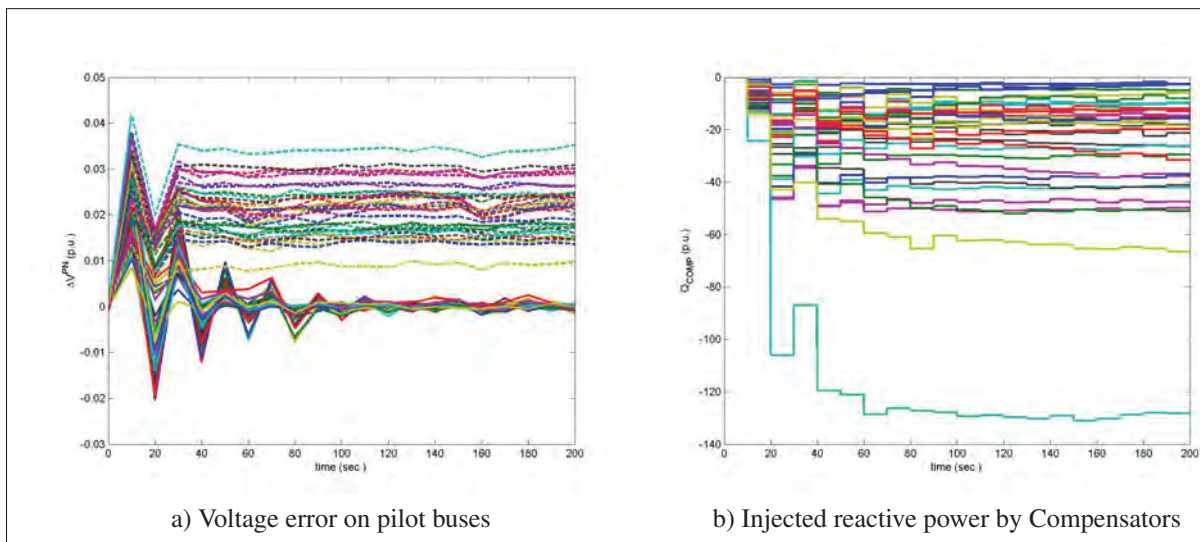 0.05
0.04
0.03
0.02
0.01
0
-0.01
-0.02
-0.03
ΔV^PN (p.u.)
0 20 40 60 80 100 120 140 160 180 200
time (sec.)
a) Voltage error on pilot buses
0
-20
-40
-60
-80
-100
-120
-140
Q_COMP (p.u.)
0 20 40 60 80 100 120 140 160 180 200
time (sec.)
b) Injected reactive power by Compensators